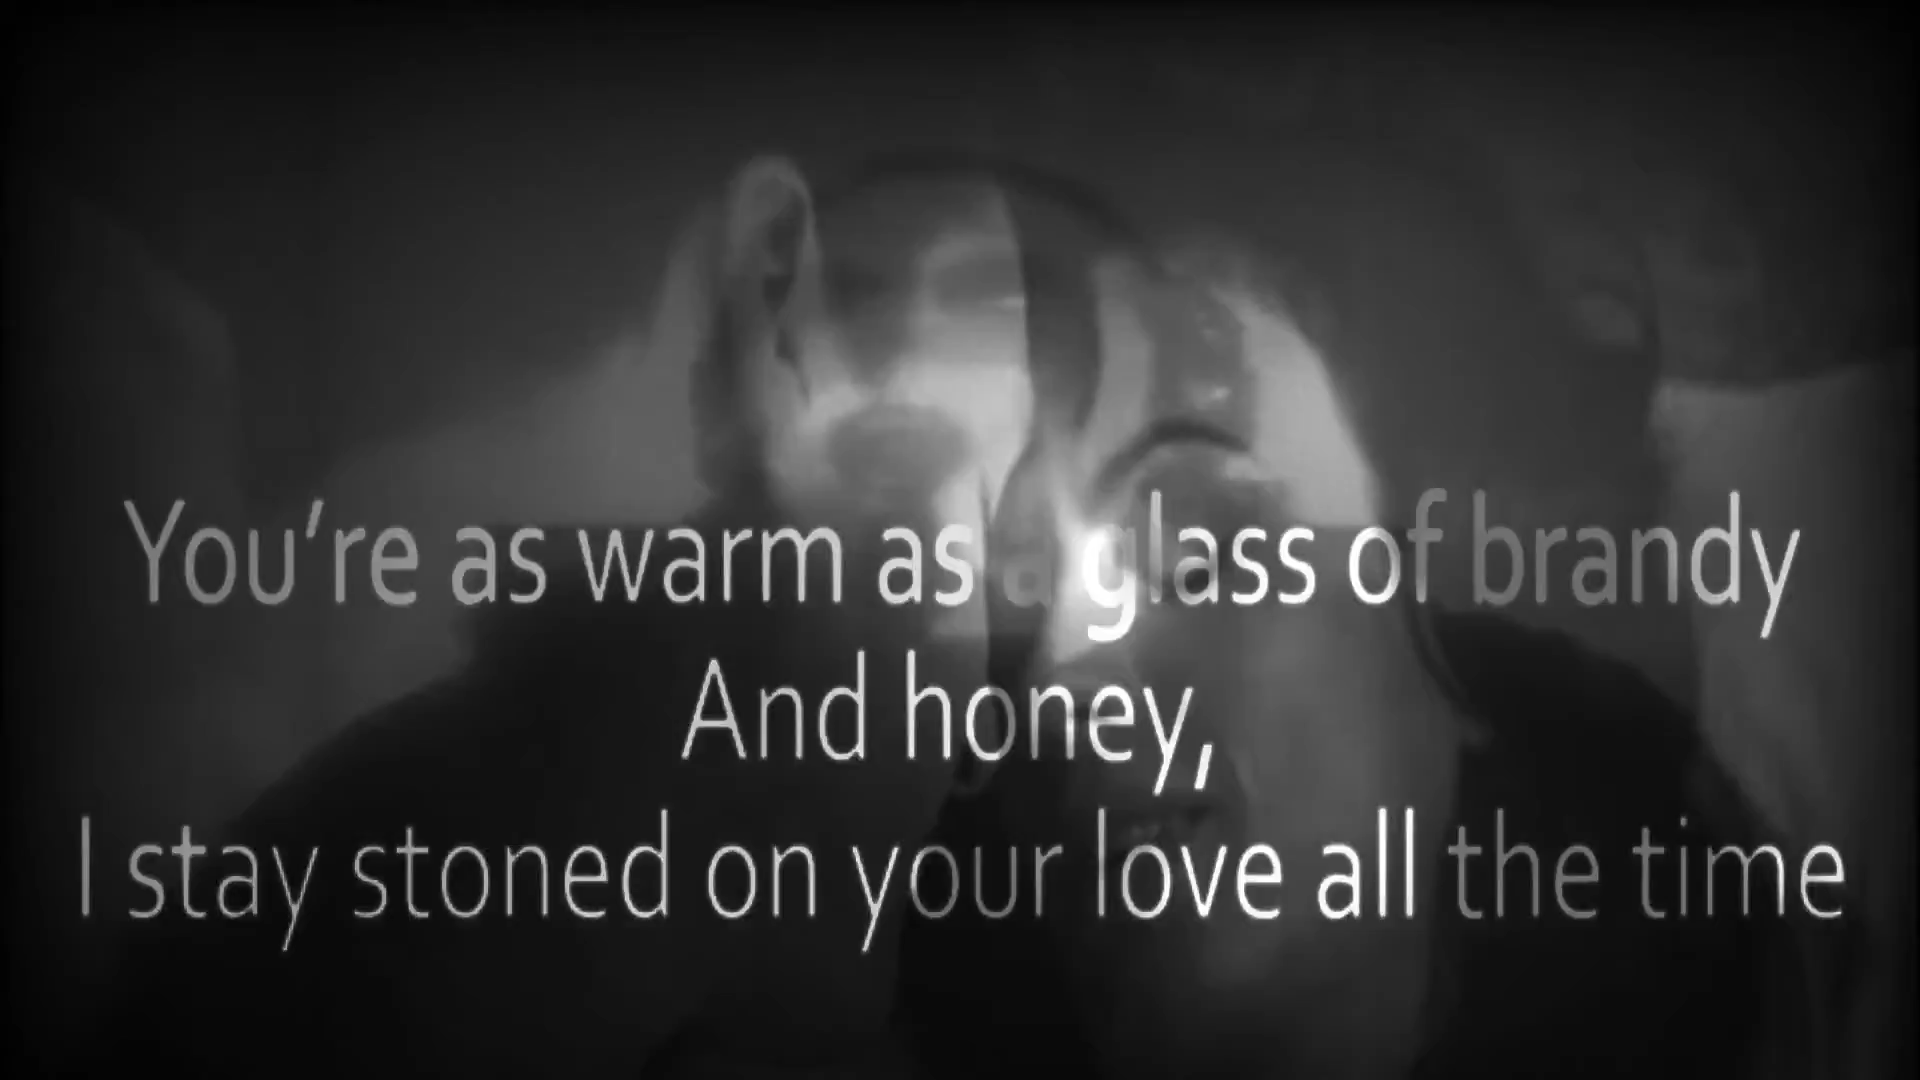 You're as warm as a glass of brandy
And honey,
I stay stoned on your love all the time